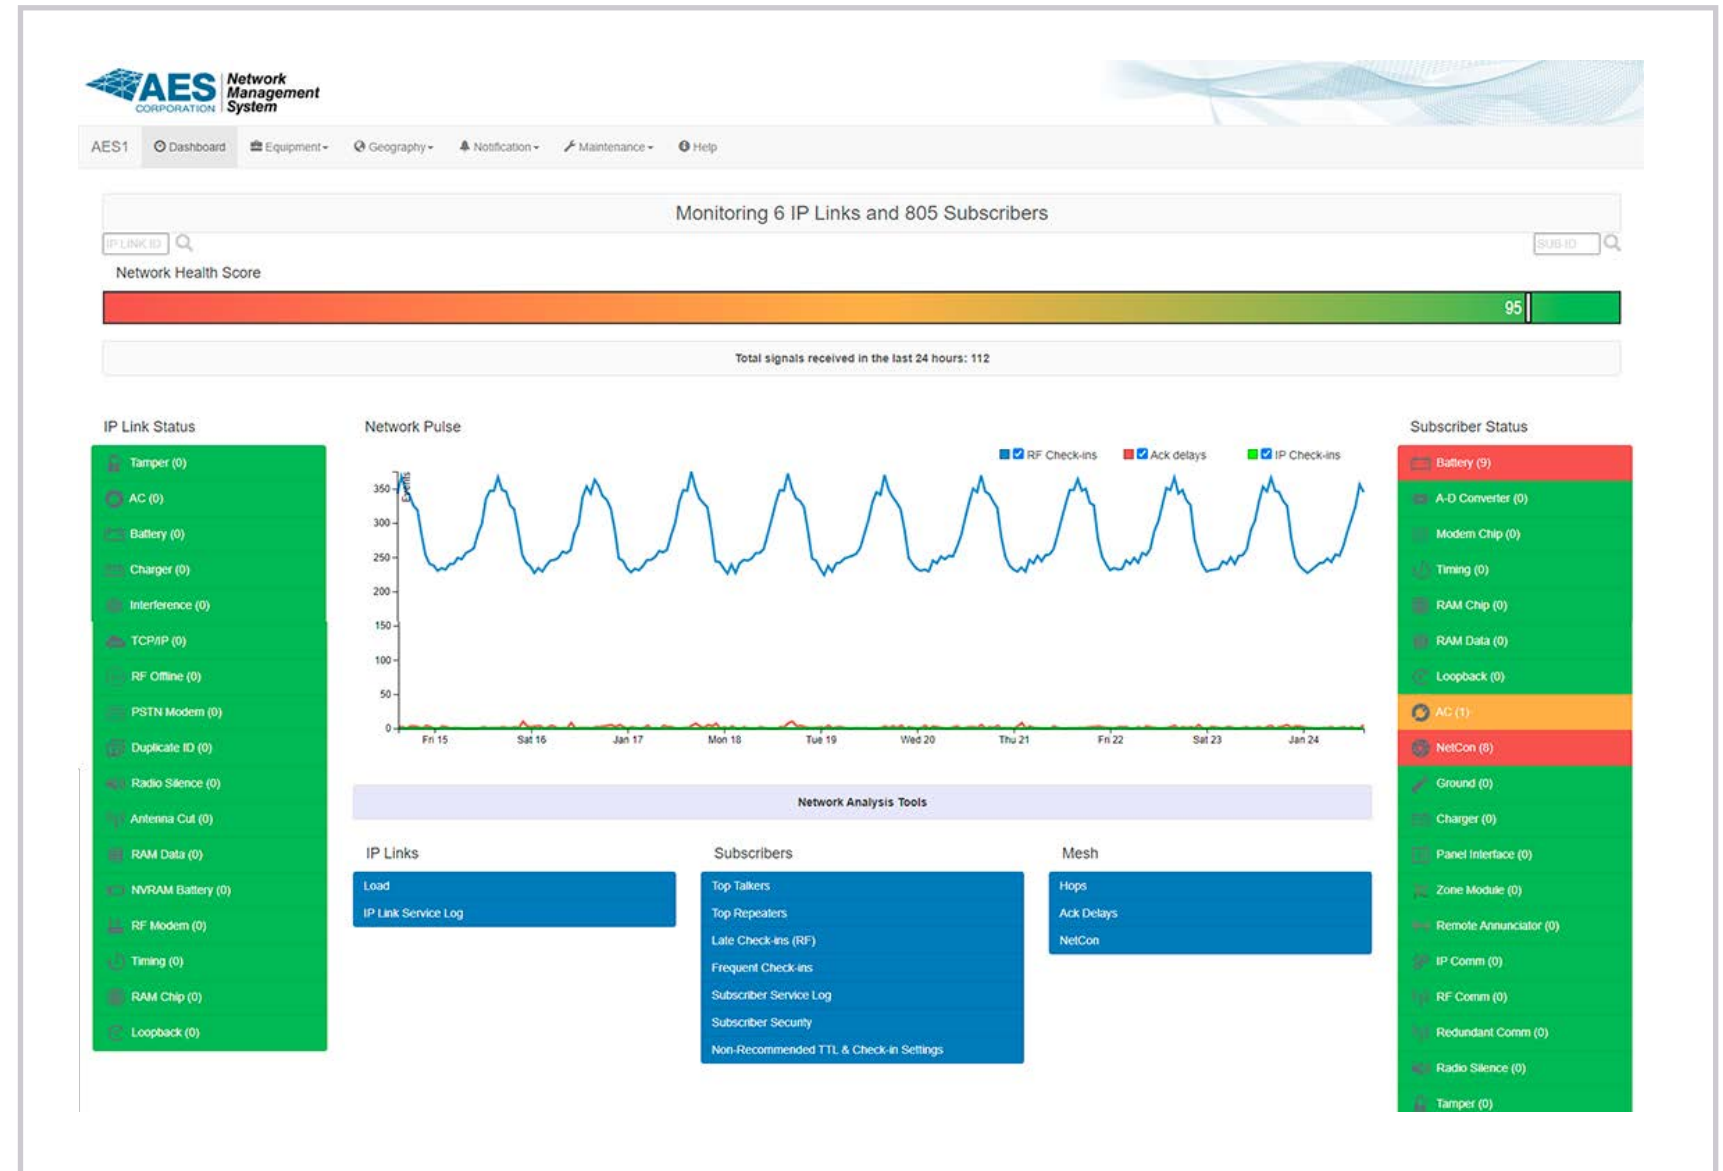 AES
CORPORATION
Network
Management
System
AES1 Dashboard Equipment Geography Notification Maintenance Help
Monitoring 6 IP Links and 805 Subscribers
IP LINK ID
SUB ID
Network Health Score
95
Total signals received in the last 24 hours: 112
IP Link Status
Tamper (0)
AC (0)
Battery (0)
Charger (0)
Interference (0)
TCP/IP (0)
RF Offline (0)
PSTN Modem (0)
Duplicate ID (0)
Radio Silence (0)
Antenna Cut (0)
RAM Data (0)
NVRAM Battery (0)
RF Modem (0)
Timing (0)
RAM Chip (0)
Loopback (0)
Network Pulse
RF Check-ins Ack delays IP Check-ins
Events
350
300
250
200
150
100
50
0
Fri 15 Sat 16 Jan 17 Mon 18 Tue 19 Wed 20 Thu 21 Fri 22 Sat 23 Jan 24
Network Analysis Tools
IP Links
Load
IP Link Service Log
Subscribers
Top Talkers
Top Repeaters
Late Check-ins (RF)
Frequent Check-ins
Subscriber Service Log
Subscriber Security
Non-Recommended TTL & Check-in Settings
Mesh
Hops
Ack Delays
NetCon
Subscriber Status
Battery (9)
A-D Converter (0)
Modem Chip (0)
Timing (0)
RAM Chip (0)
RAM Data (0)
Loopback (0)
AC (1)
NetCon (8)
Ground (0)
Charger (0)
Panel Interface (0)
Zone Module (0)
Remote Annunciator (0)
IP Comm (0)
RF Comm (0)
Redundant Comm (0)
Radio Silence (0)
Tamper (0)